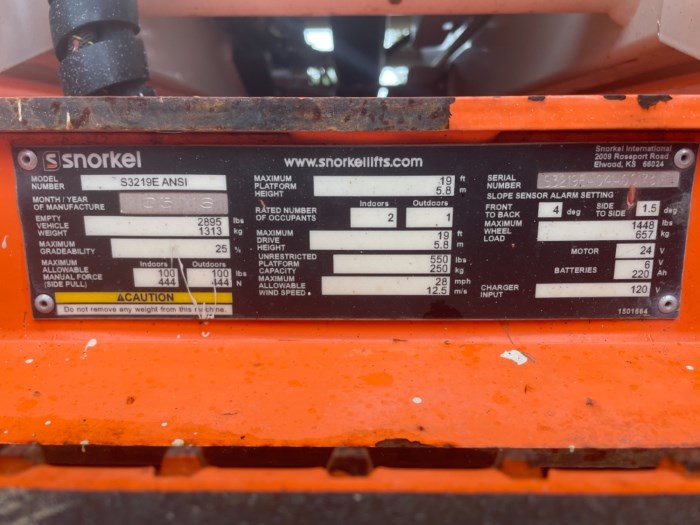 snorkel
www.snorkellifts.com
Snorkel International
2009 Roseport Road
Elwood, KS 66024
MODEL NUMBER S3219E ANSI
MONTH / YEAR OF MANUFACTURE
EMPTY VEHICLE WEIGHT 2895 lbs
1313 kg
MAXIMUM GRADEABILITY 25 %
MAXIMUM ALLOWABLE MANUAL FORCE (SIDE PULL)
Indoors Outdoors
100 100 lbs
444 444 N
CAUTION
Do not remove any weight from this machine.
MAXIMUM PLATFORM HEIGHT 19 ft
5.8 m
RATED NUMBER OF OCCUPANTS
Indoors Outdoors
2 1
MAXIMUM DRIVE HEIGHT 19 ft
5.8 m
UNRESTRICTED PLATFORM CAPACITY 550 lbs
250 kg
MAXIMUM ALLOWABLE WIND SPEED 28 mph
12.5 m/s
SERIAL NUMBER
SLOPE SENSOR ALARM SETTING
FRONT TO BACK 4 deg SIDE TO SIDE 1.5 deg
MAXIMUM WHEEL LOAD 1448 lbs
657 kg
MOTOR 24 V
BATTERIES 6 V
220 Ah
CHARGER INPUT 120 V
1501664